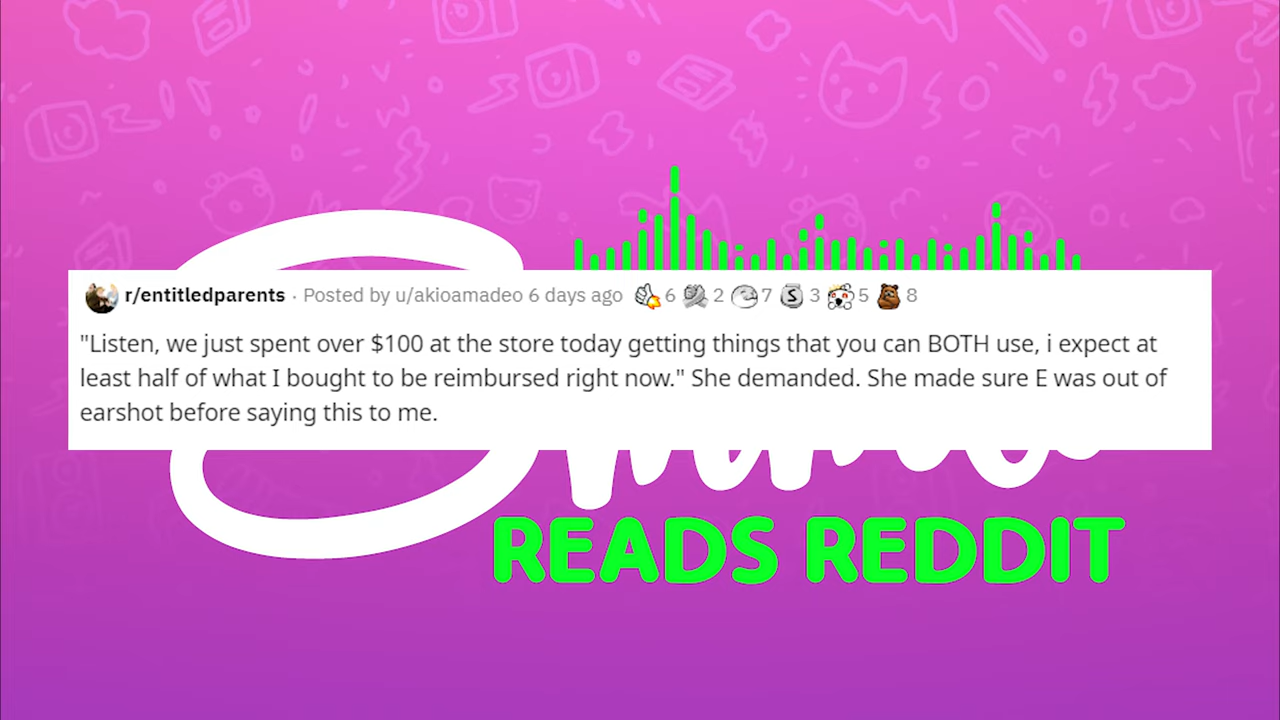 r/entitledparents · Posted by u/akioamadeo 6 days ago 6 2 7 S 3 5 8
"Listen, we just spent over $100 at the store today getting things that you can BOTH use, i expect at
least half of what I bought to be reimbursed right now." She demanded. She made sure E was out of
earshot before saying this to me.
READS REDDIT